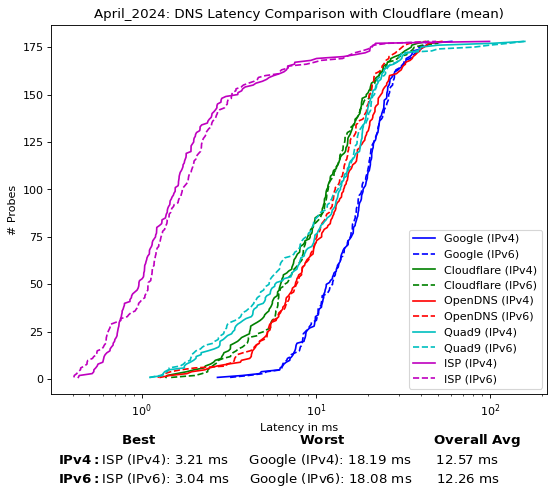 April_2024: DNS Latency Comparison with Cloudflare (mean)
175
150
125
100
75
50
25
0
# Probes
Google (IPv4)
Google (IPv6)
Cloudflare (IPv4)
Cloudflare (IPv6)
OpenDNS (IPv4)
OpenDNS (IPv6)
Quad9 (IPv4)
Quad9 (IPv6)
ISP (IPv4)
ISP (IPv6)
10⁰ 10¹ 10²
Latency in ms
Best Worst Overall Avg
IPv4: ISP (IPv4): 3.21 ms Google (IPv4): 18.19 ms 12.57 ms
IPv6: ISP (IPv6): 3.04 ms Google (IPv6): 18.08 ms 12.26 ms